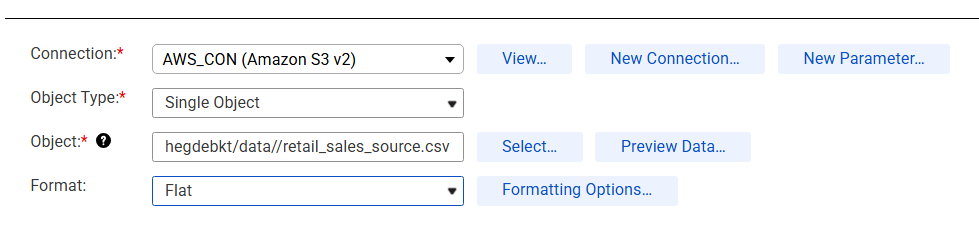 Connection:* AWS_CON (Amazon S3 v2) View... New Connection... New Parameter...
Object Type:* Single Object
Object:* ? hegdebkt/data//retail_sales_source.csv Select... Preview Data...
Format: Flat Formatting Options...